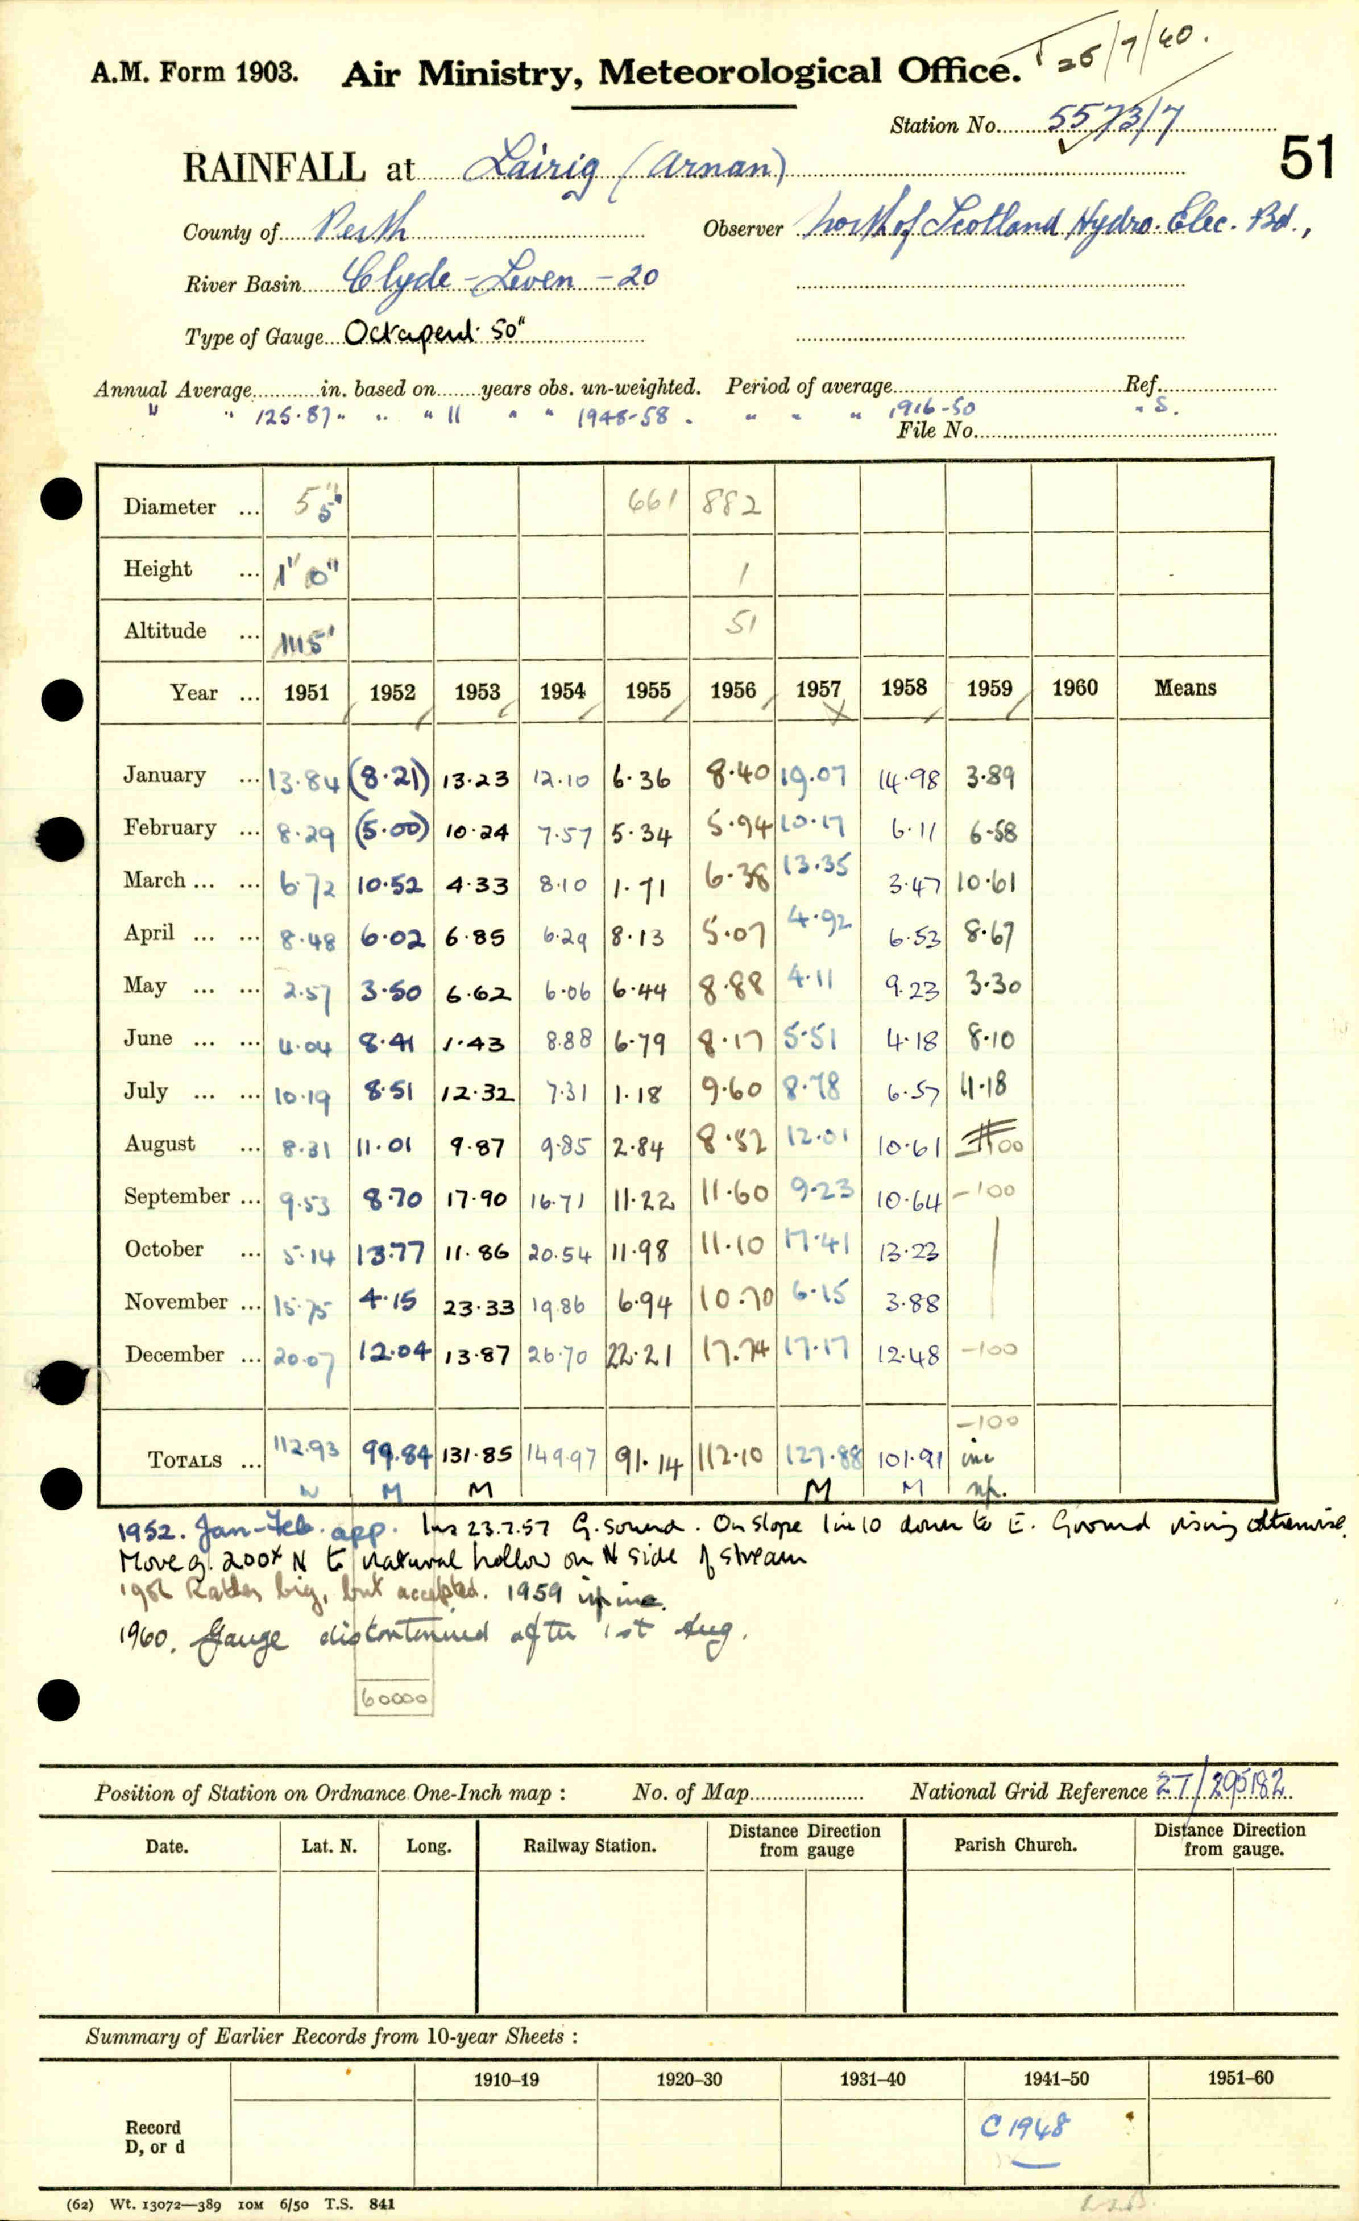 A.M. Form 1903. Air Ministry, Meteorological Office. 25/7/40.
Station No. 5573/7
51
RAINFALL at Lairig (Arnan)
County of Perth Observer North of Scotland Hydro. Elec. Bd.,
River Basin Clyde - Leven - 20
Type of Gauge Octapent 50"
Annual Average in. based on years obs. un-weighted. Period of average Ref.
" " 125.87 " " " 11 " " 1948-58 . " " " 1916-50 " S.
File No.
Diameter ... 5" 5" 661 882
Height ... 1' 0" 1
Altitude ... 1115' 51
Year ... 1951 1952 1953 1954 1955 1956 1957 1958 1959 1960 Means
January ... 13.84 (8.21) 13.23 12.10 6.36 8.40 19.07 14.98 3.89
February ... 8.29 (5.00) 10.24 7.57 5.34 5.94 10.17 6.11 6.58
March ... ... 6.72 10.52 4.33 8.10 1.71 6.38 13.35 3.47 10.61
April ... ... 8.48 6.02 6.85 6.29 8.13 5.07 4.92 6.53 8.67
May ... ... 2.57 3.50 6.62 6.06 6.44 8.88 4.11 9.23 3.30
June ... ... 4.04 8.41 1.43 8.88 6.79 8.17 5.51 4.18 8.10
July ... ... 10.19 8.51 12.32 7.31 1.18 9.60 8.78 6.57 11.18
August ... 8.31 11.01 9.87 9.85 2.84 8.52 12.01 10.61
September ... 9.53 8.70 17.90 16.71 11.22 11.60 9.23 10.64 -100
October ... 5.14 13.77 11.86 20.54 11.98 11.10 17.41 13.23
November ... 15.75 4.15 23.33 19.86 6.94 10.70 6.15 3.88
December ... 20.07 12.04 13.87 26.70 22.21 17.74 17.17 12.48 -100
-100
TOTALS ... 112.93 99.84 131.85 149.97 91.14 112.10 127.88 101.91 inc
N M M M M np.
1952. Jan-Feb. app. Ins 23.7.57 G. sound. On slope 1 in 10 down to E. Ground rising otherwise.
Move g. 200x N to natural hollow on N side of stream
1956 Rather big, but accepted. 1959 inc.
1960. Gauge discontinued after 1st Aug.
60000
Position of Station on Ordnance One-Inch map : No. of Map National Grid Reference 27/295182
Date. Lat. N. Long. Railway Station. Distance from Direction gauge Parish Church. Distance from Direction gauge.
Summary of Earlier Records from 10-year Sheets :
1910–19 1920–30 1931–40 1941–50 1951–60
Record
D, or d
C 1948
(62) Wt. 13072—389 10M 6/50 T.S. 841